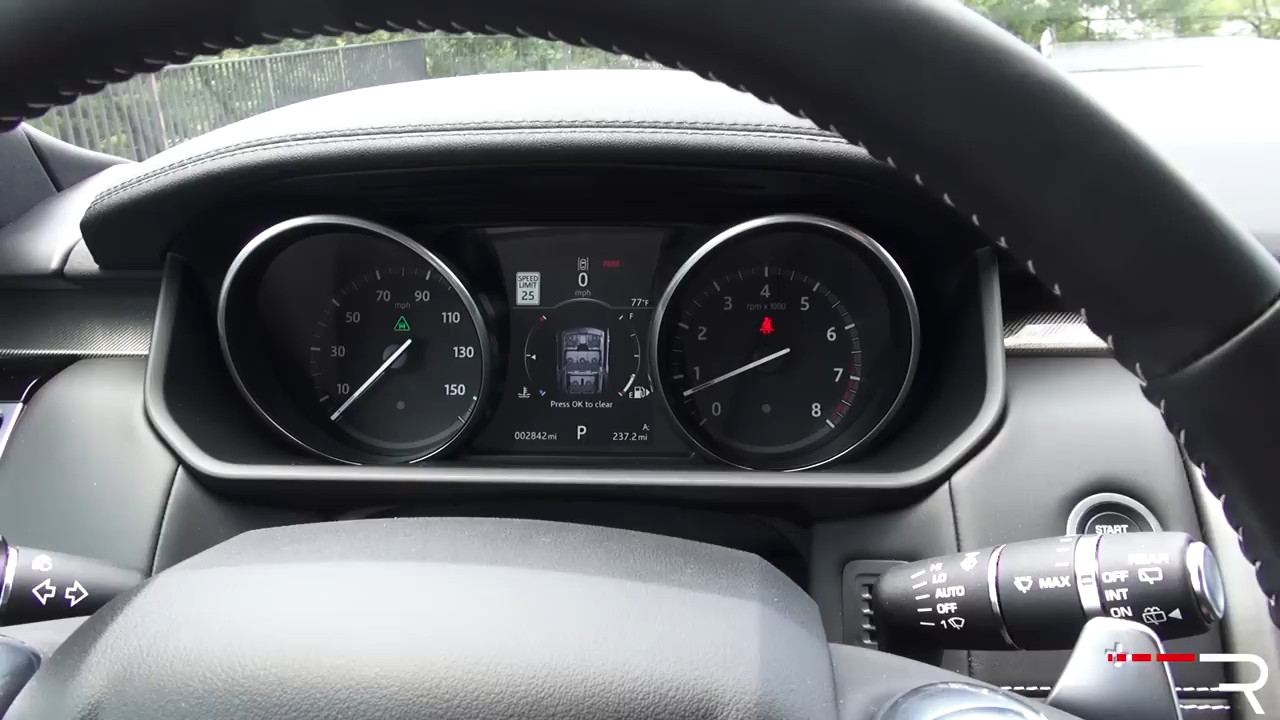 SPEED
LIMIT
25
PARK
0
mph
77°F
70 90
mph
50 110
30 130
10 150
F
E
Press OK to clear
002842mi P A: 237.2mi
3 4 5
rpm x1000
2 6
1 7
0 8
START
HI
LO
AUTO
OFF
1
MAX
REAR
OFF
INT
ON
+
R